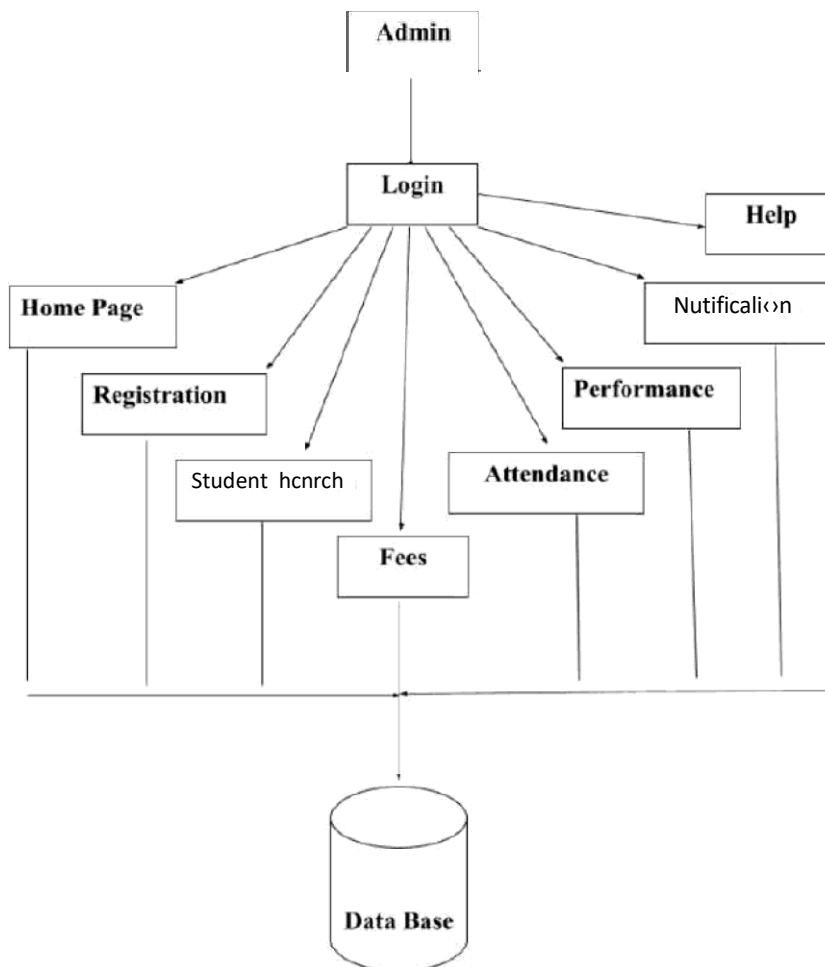 Admin
Login
Help
Home Page
Nutificali‹›n
Registration
Performance
Student hcnrch
Attendance
Fees
Data Base